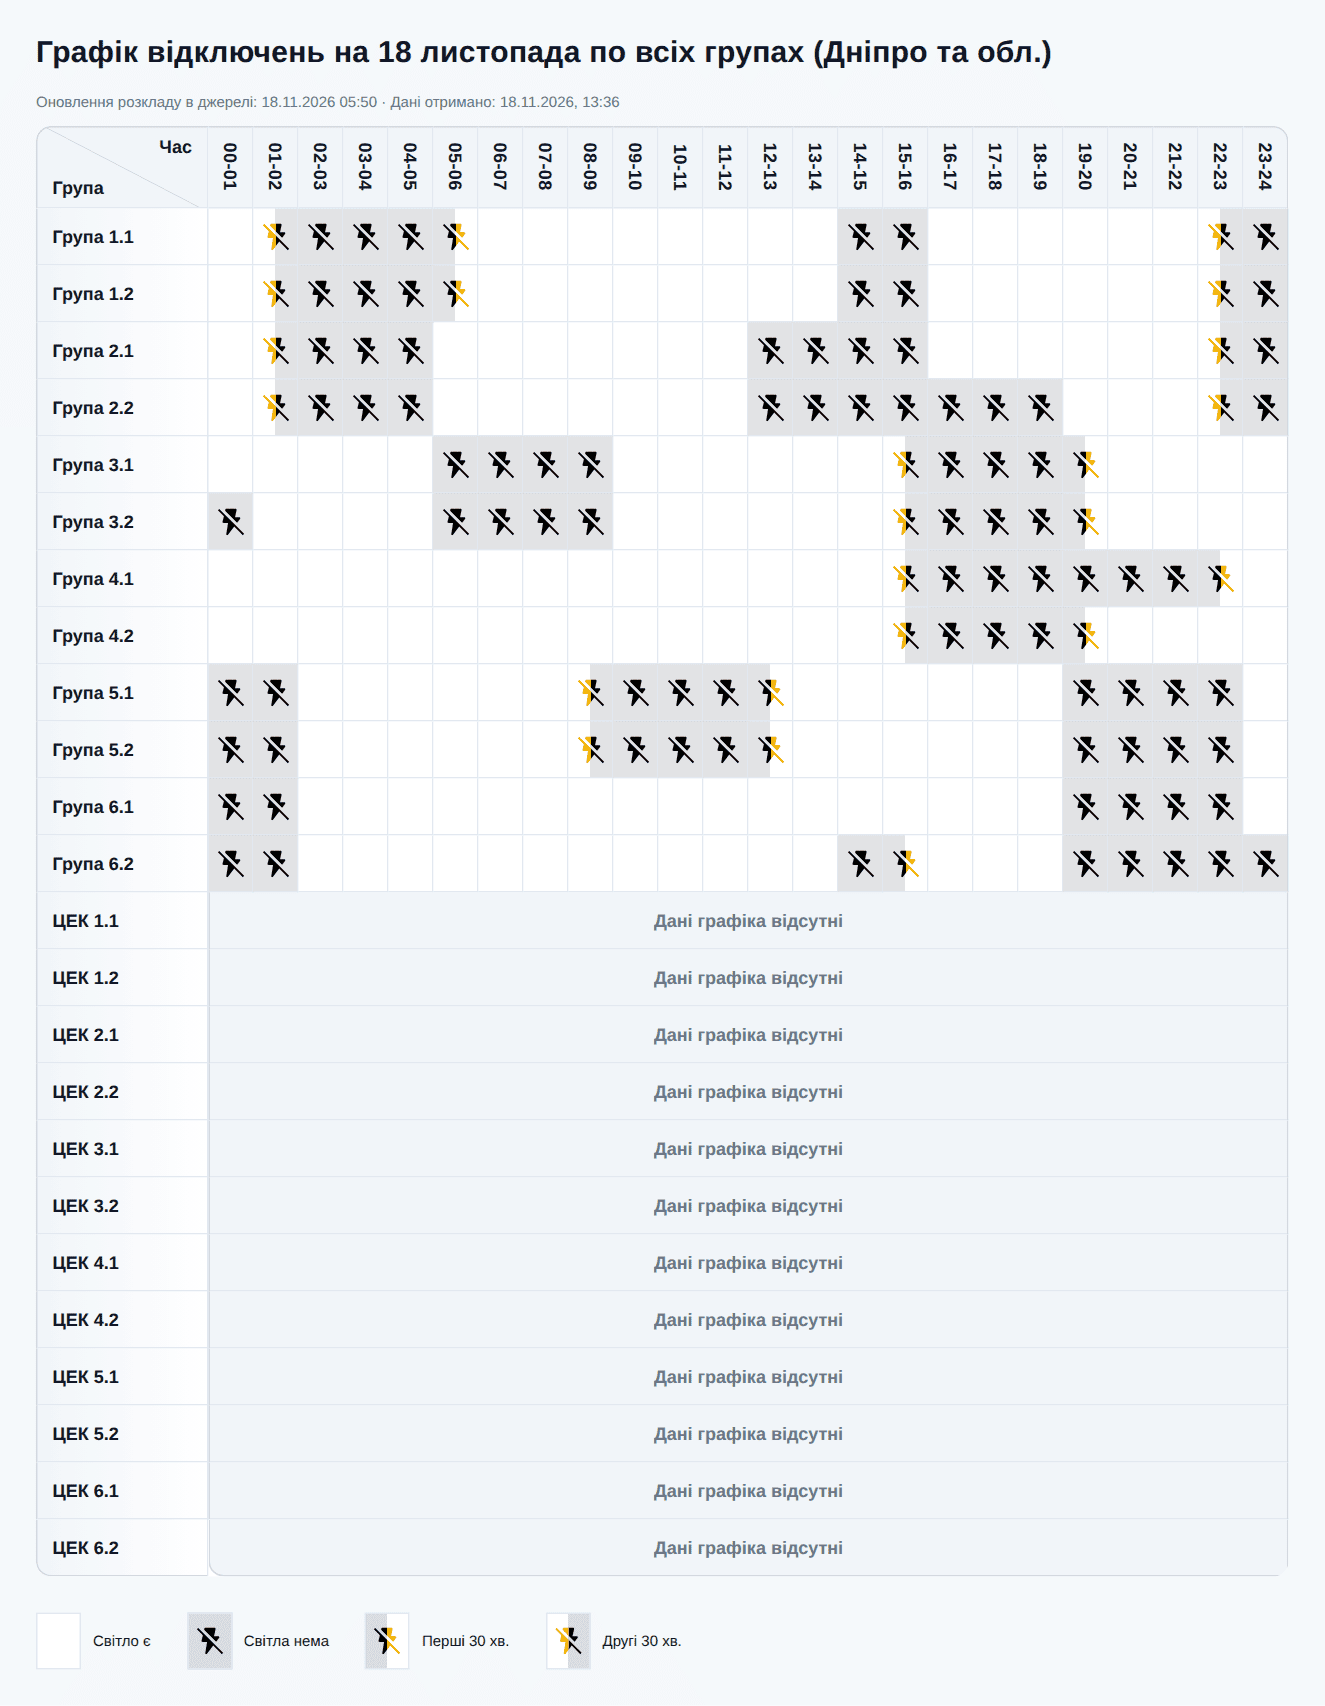 Графік відключень на 18 листопада по всіх групах (Дніпро та обл.)
Оновлення розкладу в джерелі: 18.11.2026 05:50 · Дані отримано: 18.11.2026, 13:36
Час
Група
00-01 01-02 02-03 03-04 04-05 05-06 06-07 07-08 08-09 09-10 10-11 11-12 12-13 13-14 14-15 15-16 16-17 17-18 18-19 19-20 20-21 21-22 22-23 23-24
Група 1.1
Група 1.2
Група 2.1
Група 2.2
Група 3.1
Група 3.2
Група 4.1
Група 4.2
Група 5.1
Група 5.2
Група 6.1
Група 6.2
ЦЕК 1.1 Дані графіка відсутні
ЦЕК 1.2 Дані графіка відсутні
ЦЕК 2.1 Дані графіка відсутні
ЦЕК 2.2 Дані графіка відсутні
ЦЕК 3.1 Дані графіка відсутні
ЦЕК 3.2 Дані графіка відсутні
ЦЕК 4.1 Дані графіка відсутні
ЦЕК 4.2 Дані графіка відсутні
ЦЕК 5.1 Дані графіка відсутні
ЦЕК 5.2 Дані графіка відсутні
ЦЕК 6.1 Дані графіка відсутні
ЦЕК 6.2 Дані графіка відсутні
Світло є Світла нема Перші 30 хв. Другі 30 хв.